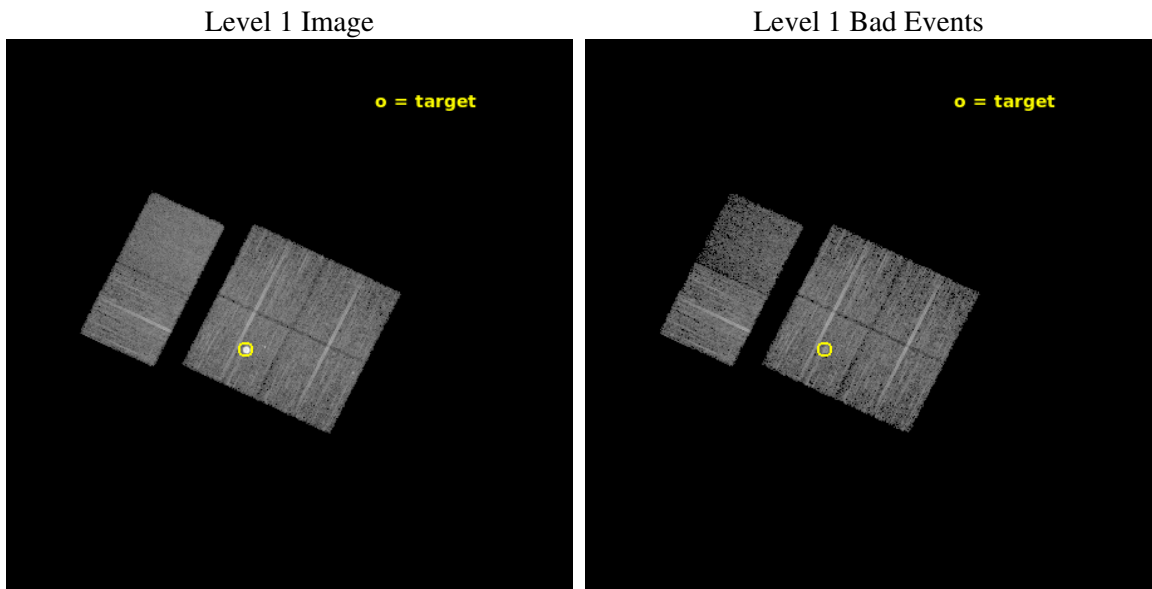 Level 1 Image
Level 1 Bad Events
o = target
o = target